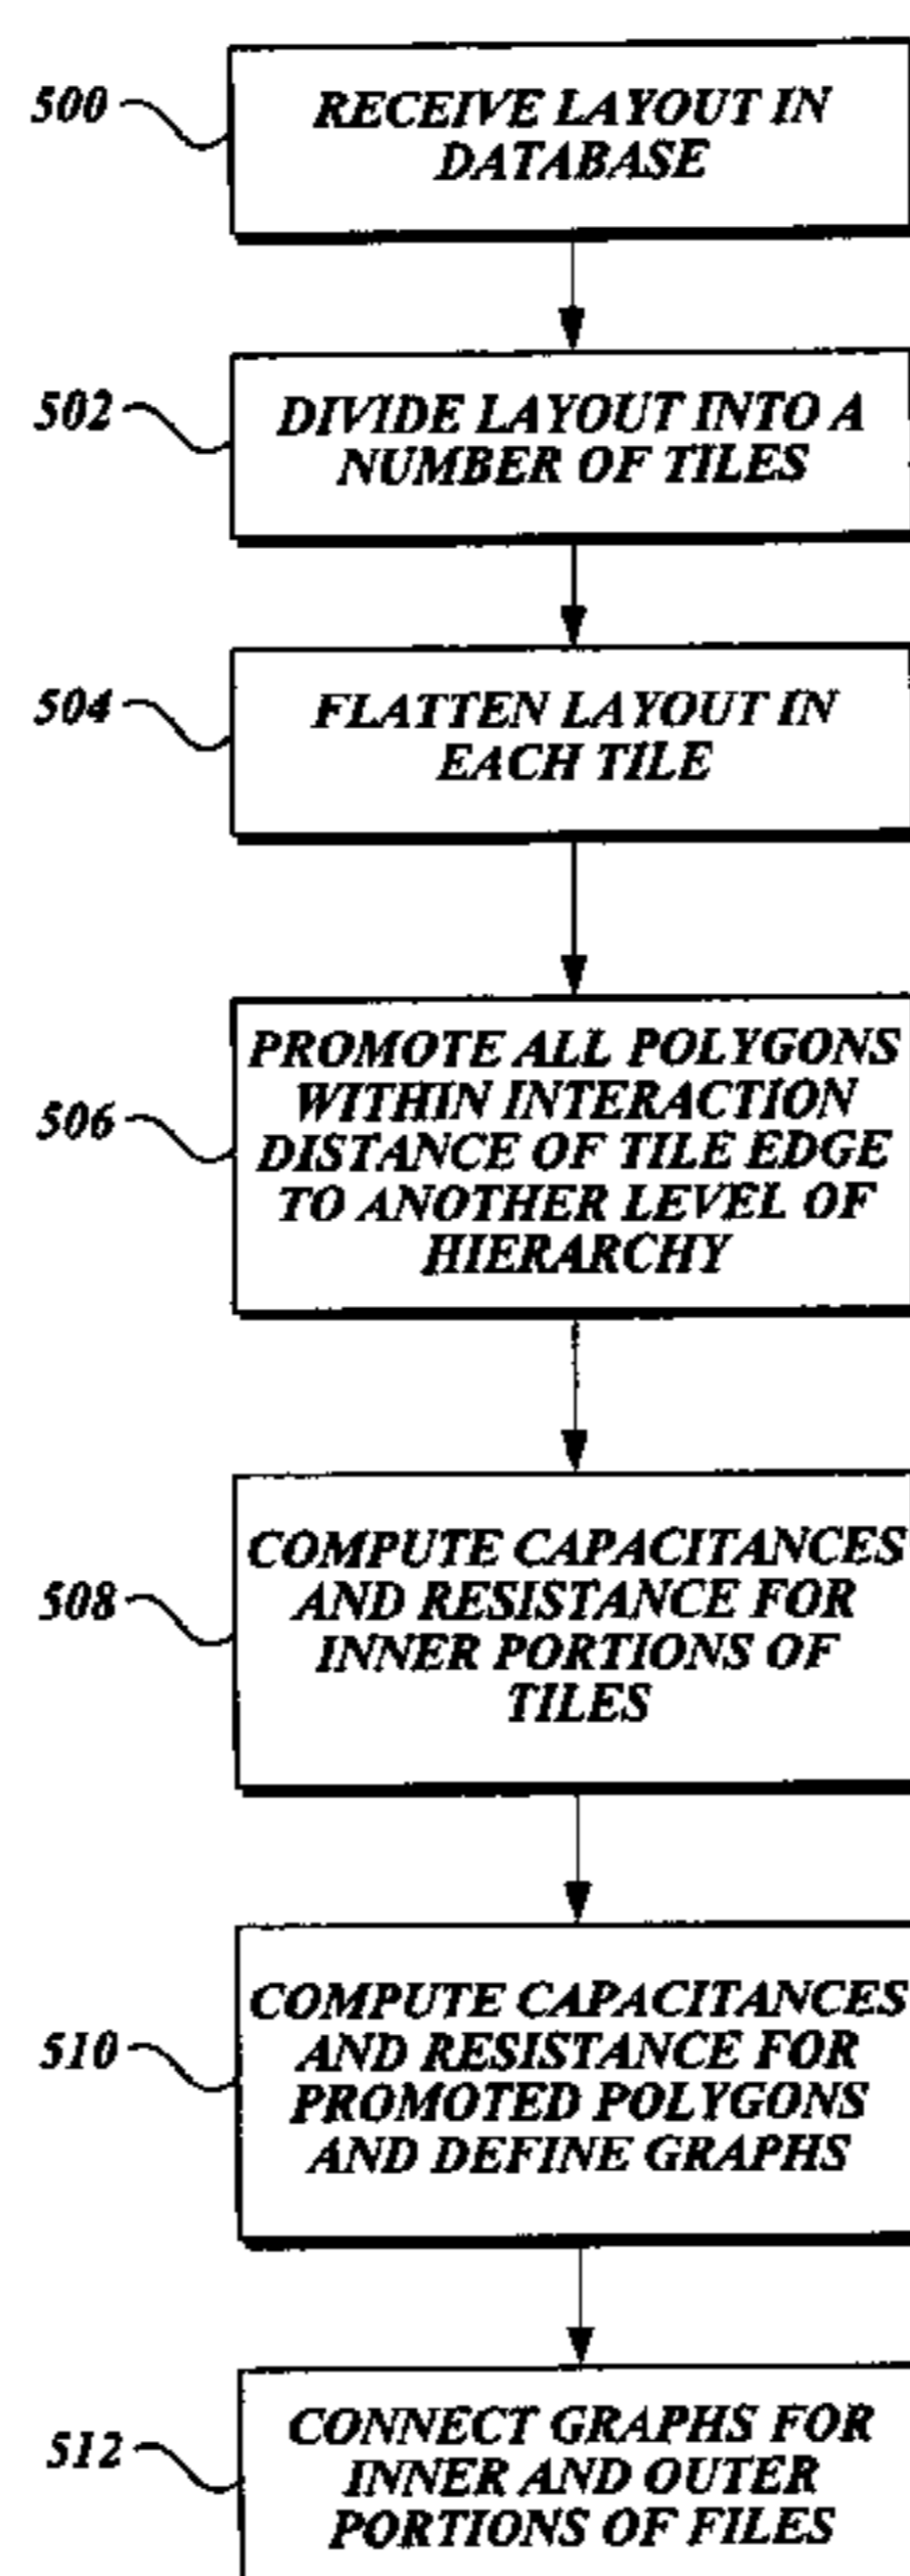 500
RECEIVE LAYOUT IN
DATABASE
502
DIVIDE LAYOUT INTO A
NUMBER OF TILES
504
FLATTEN LAYOUT IN
EACH TILE
506
PROMOTE ALL POLYGONS
WITHIN INTERACTION
DISTANCE OF TILE EDGE
TO ANOTHER LEVEL OF
HIERARCHY
508
COMPUTE CAPACITANCES
AND RESISTANCE FOR
INNER PORTIONS OF
TILES
510
COMPUTE CAPACITANCES
AND RESISTANCE FOR
PROMOTED POLYGONS
AND DEFINE GRAPHS
512
CONNECT GRAPHS FOR
INNER AND OUTER
PORTIONS OF FILES